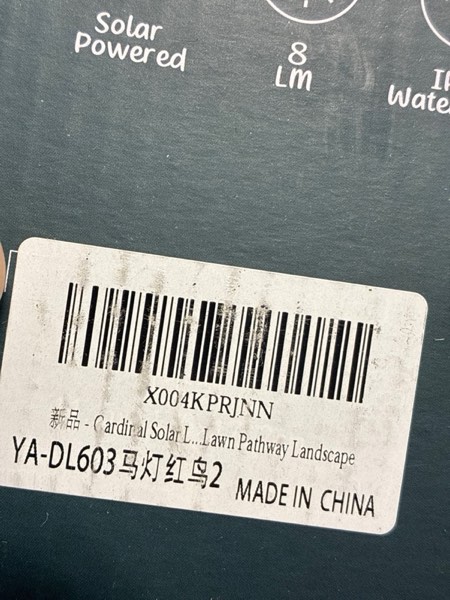 Solar
Powered
8
Lm
X004KPRJNN
新品 - Cardinal Solar L...Lawn Pathway Landscape
YA-DL603马灯红鸟2
MADE IN CHINA